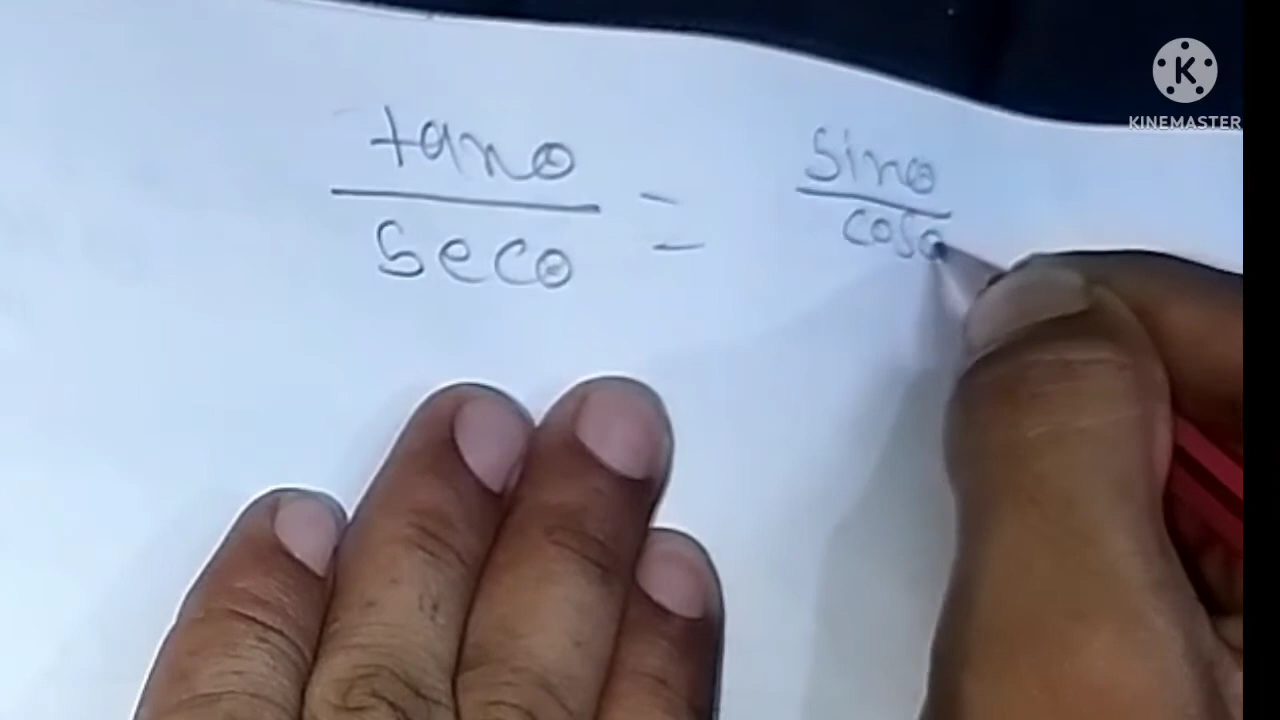 tanθ / secθ = sinθ / cosθ
K
KINEMASTER